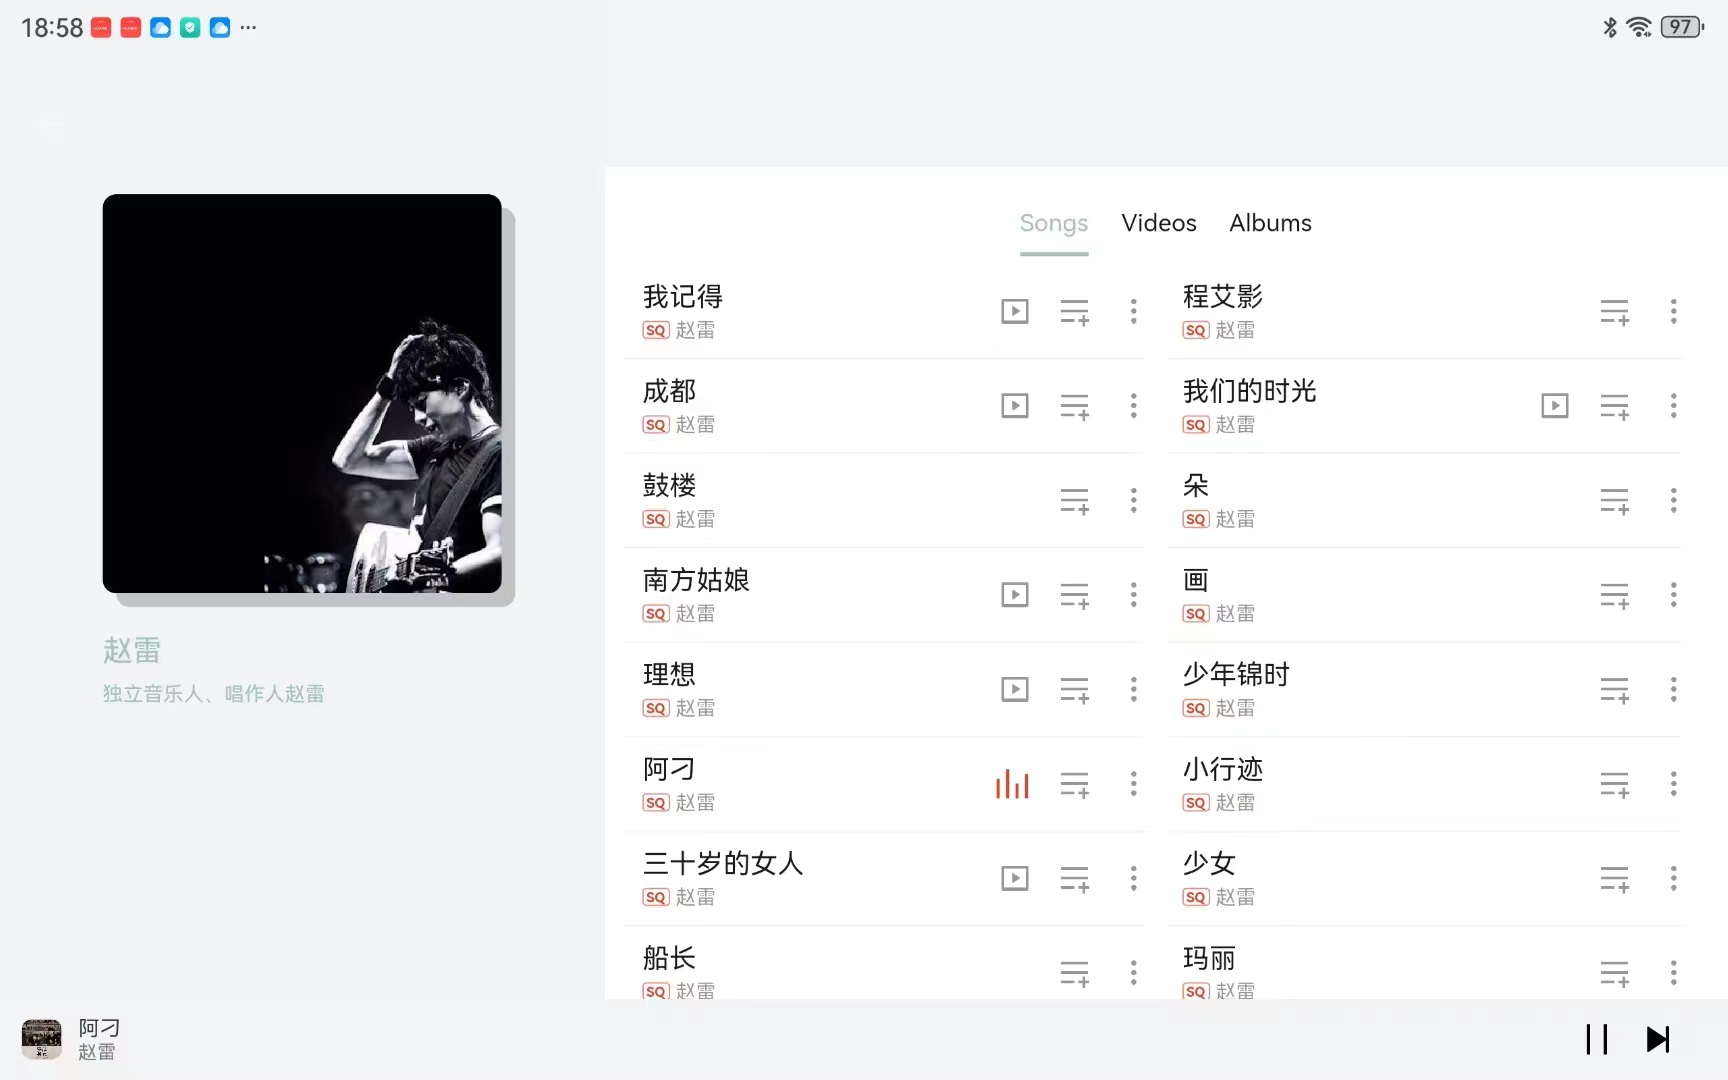 18:58
97
赵雷
独立音乐人、唱作人赵雷
Songs Videos Albums
我记得
SQ 赵雷
程艾影
SQ 赵雷
成都
SQ 赵雷
我们的时光
SQ 赵雷
鼓楼
SQ 赵雷
朵
SQ 赵雷
南方姑娘
SQ 赵雷
画
SQ 赵雷
理想
SQ 赵雷
少年锦时
SQ 赵雷
阿刁
SQ 赵雷
小行迹
SQ 赵雷
三十岁的女人
SQ 赵雷
少女
SQ 赵雷
船长
SQ 赵雷
玛丽
SQ 赵雷
阿刁
赵雷